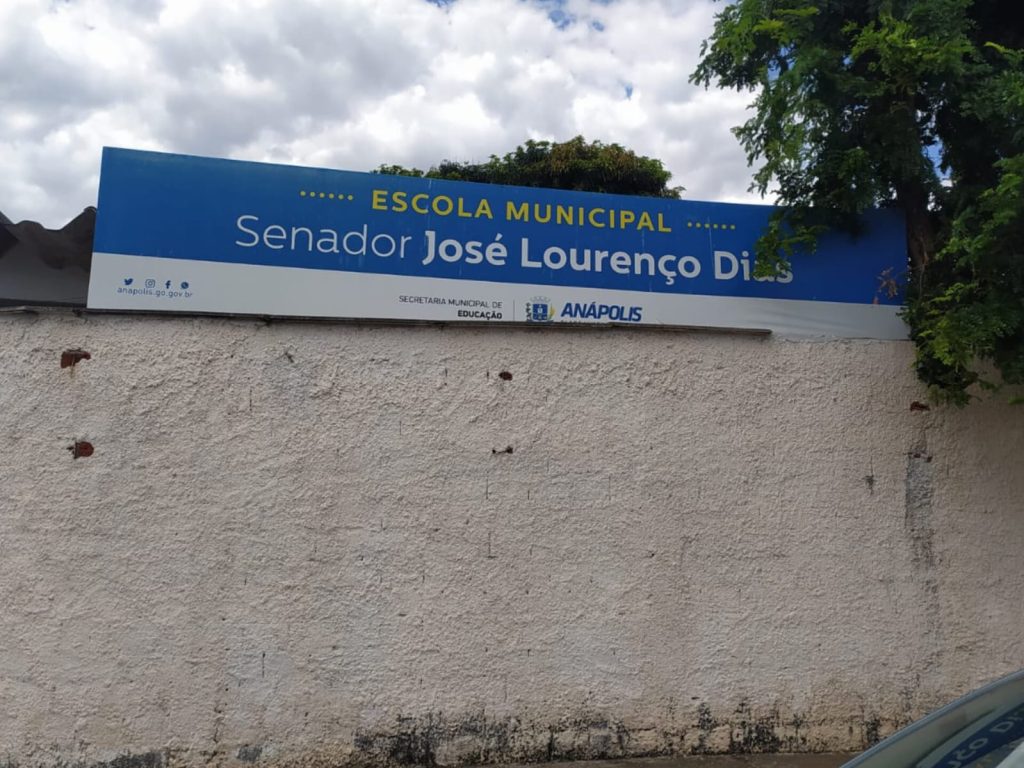 ESCOLA MUNICIPAL
Senador José Lourenço Dias
anapolis.go.gov.br
SECRETARIA MUNICIPAL DE
EDUCAÇÃO
ANÁPOLIS